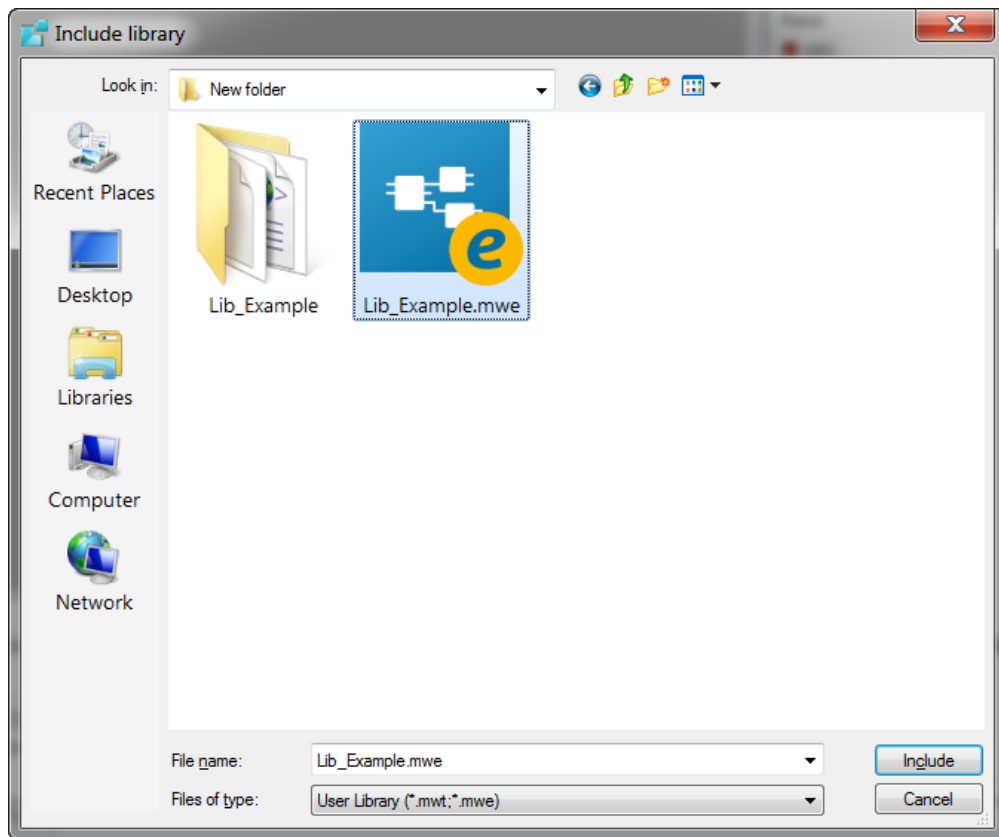 Include library
Look in:
New folder
Recent Places
Desktop
Libraries
Computer
Network
Lib_Example
Lib_Example.mwe
e
File name:
Lib_Example.mwe
Include
Files of type:
User Library (*.mwt;*.mwe)
Cancel